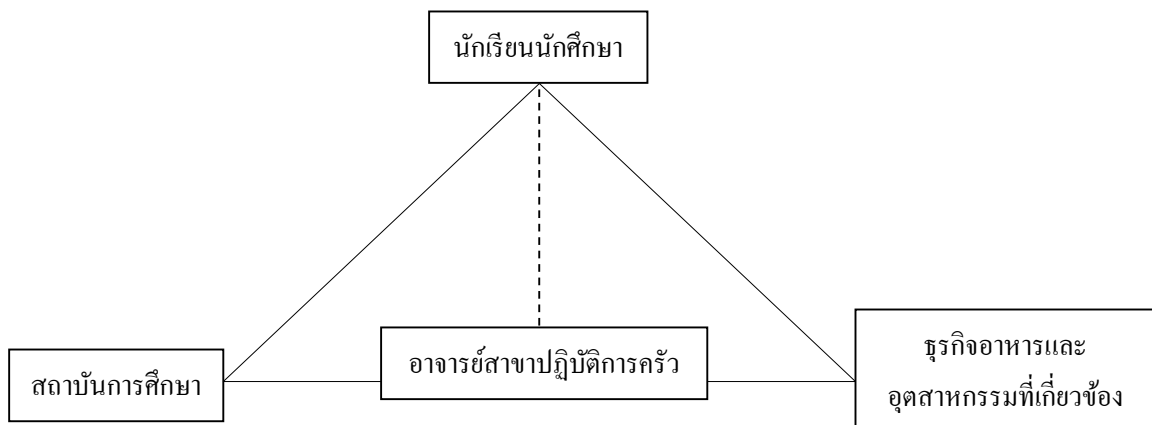 นักเรียนนักศึกษา
อาจารย์สาขาปฏิบัติการครัว
สถาบันการศึกษา
ธุรกิจอาหารและ
อุตสาหกรรมที่เกี่ยวข้อง